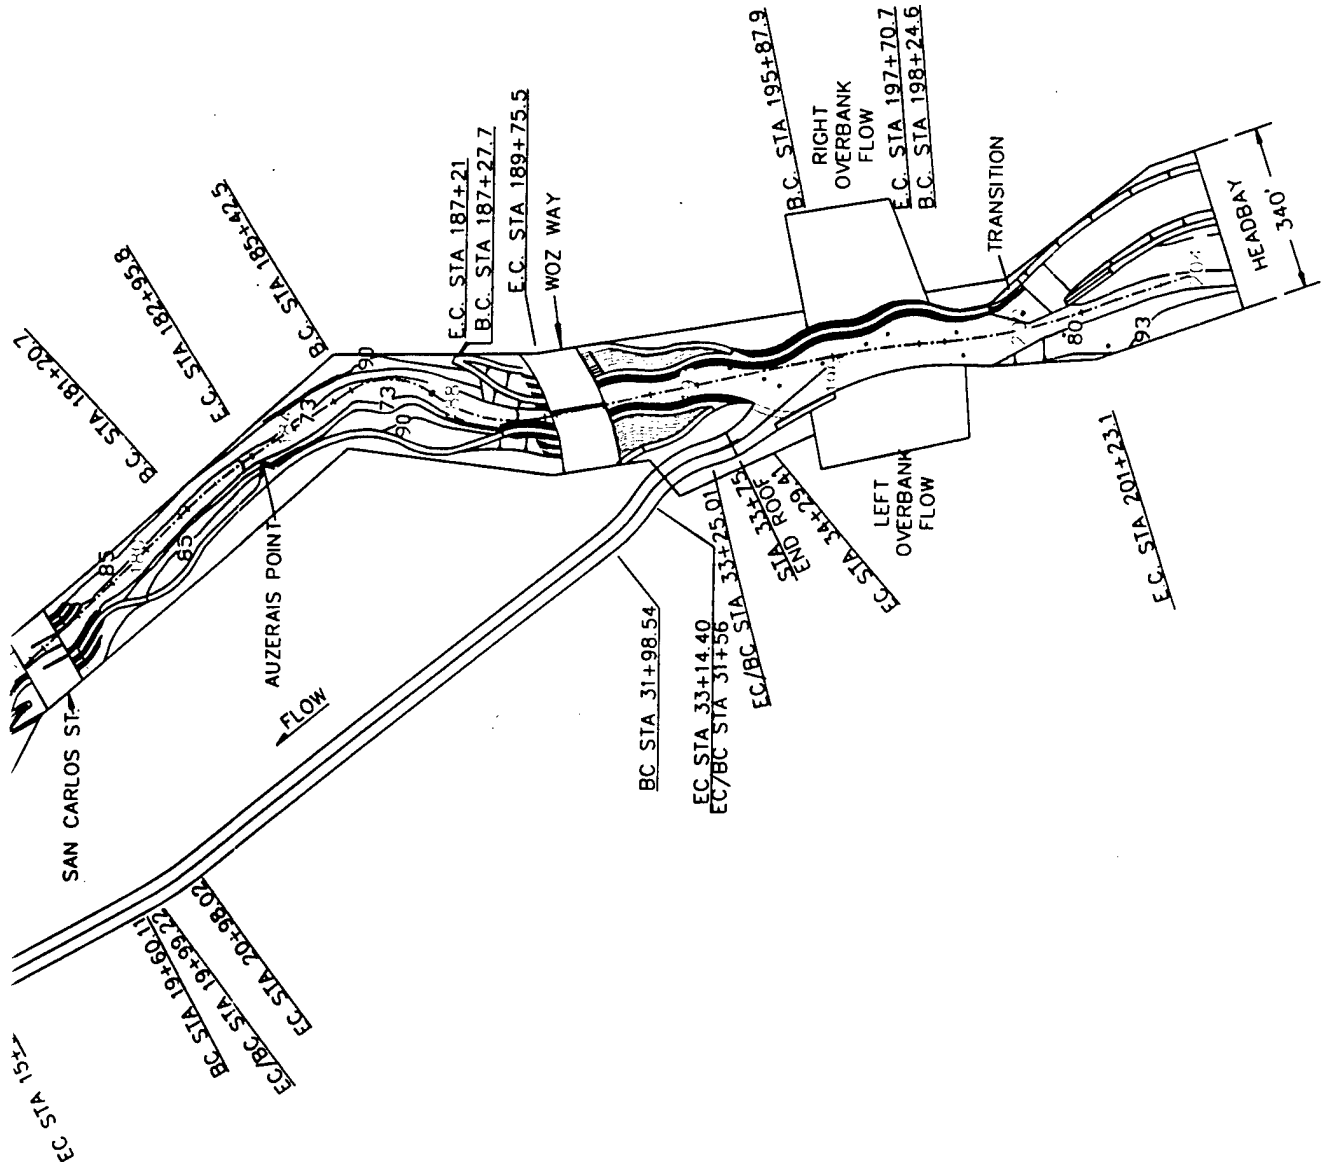 B.C. STA 181+20.7
E.C. STA 182+95.8
B.C. STA 185+42.5
E.C. STA 187+21
B.C. STA 187+27.7
E.C. STA 189+75.5
WOZ WAY
B.C. STA 195+87.9
RIGHT
OVERBANK
FLOW
E.C. STA 197+70.7
B.C. STA 198+24.6
TRANSITION
HEADBAY
340'
90
73
73
90
85
85
80
93
AUZERAIS POINT
SAN CARLOS ST.
FLOW
LEFT
OVERBANK
FLOW
E.C. STA 201+23.1
BC STA 31+98.54
EC STA 33+14.40
EC/BC STA 31+56
EC/BC STA 33+25.01
STA 33+75
END ROOF
EC STA 34+29.41
BC STA 19+60.11
EC/BC STA 19+99.22
EC STA 20+98.02
EC STA